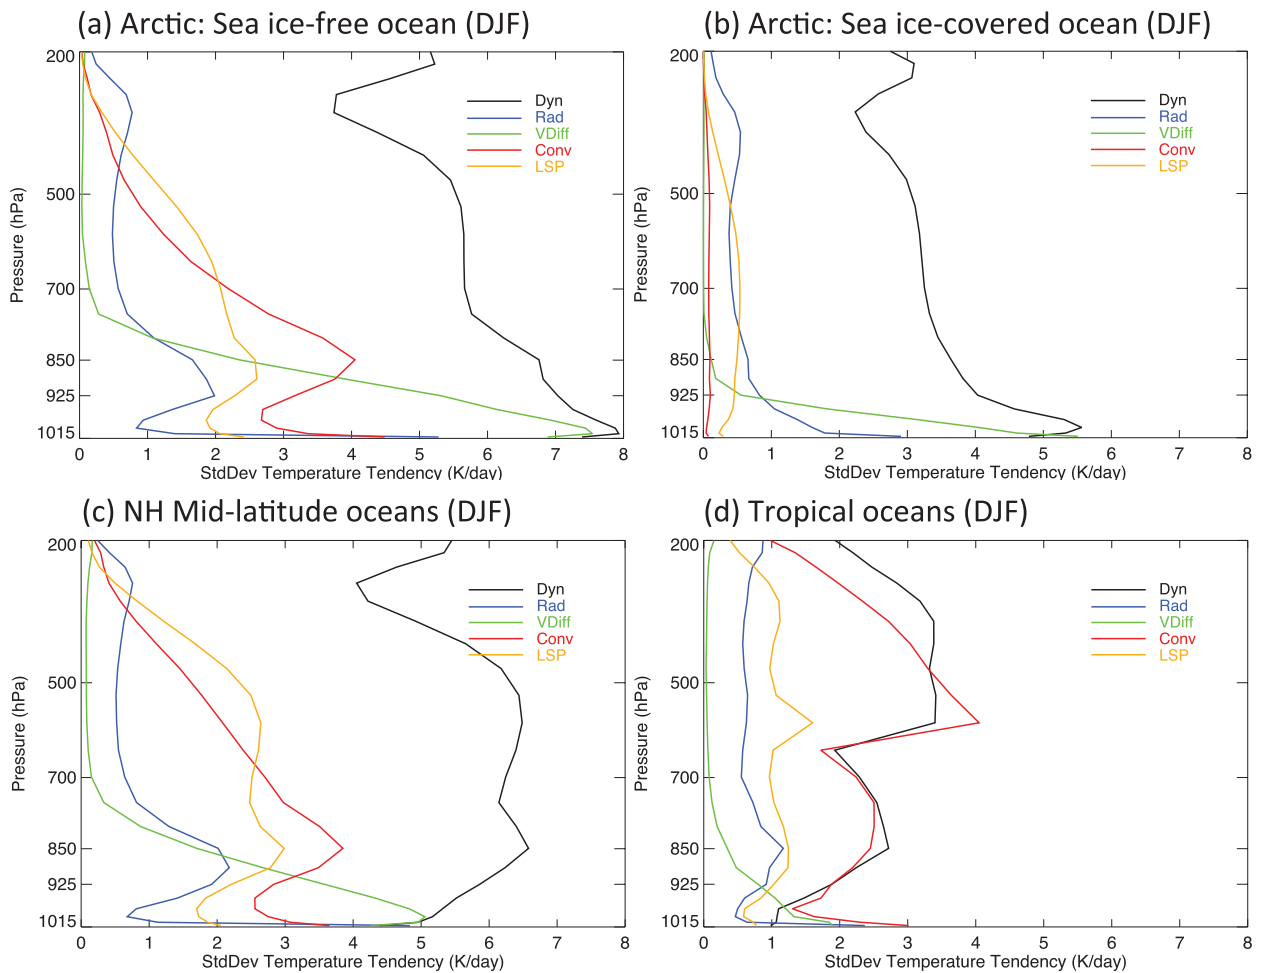 (a) Arctic: Sea ice-free ocean (DJF)
200
500
700
850
925
1015
Pressure (hPa)
Dyn
Rad
VDiff
Conv
LSP
0 1 2 3 4 5 6 7 8
StdDev Temperature Tendency (K/day)
(b) Arctic: Sea ice-covered ocean (DJF)
200
500
700
850
925
1015
Pressure (hPa)
Dyn
Rad
VDiff
Conv
LSP
0 1 2 3 4 5 6 7 8
StdDev Temperature Tendency (K/day)
(c) NH Mid-latitude oceans (DJF)
200
500
700
850
925
1015
Pressure (hPa)
Dyn
Rad
VDiff
Conv
LSP
0 1 2 3 4 5 6 7 8
StdDev Temperature Tendency (K/day)
(d) Tropical oceans (DJF)
200
500
700
850
925
1015
Pressure (hPa)
Dyn
Rad
VDiff
Conv
LSP
0 1 2 3 4 5 6 7 8
StdDev Temperature Tendency (K/day)